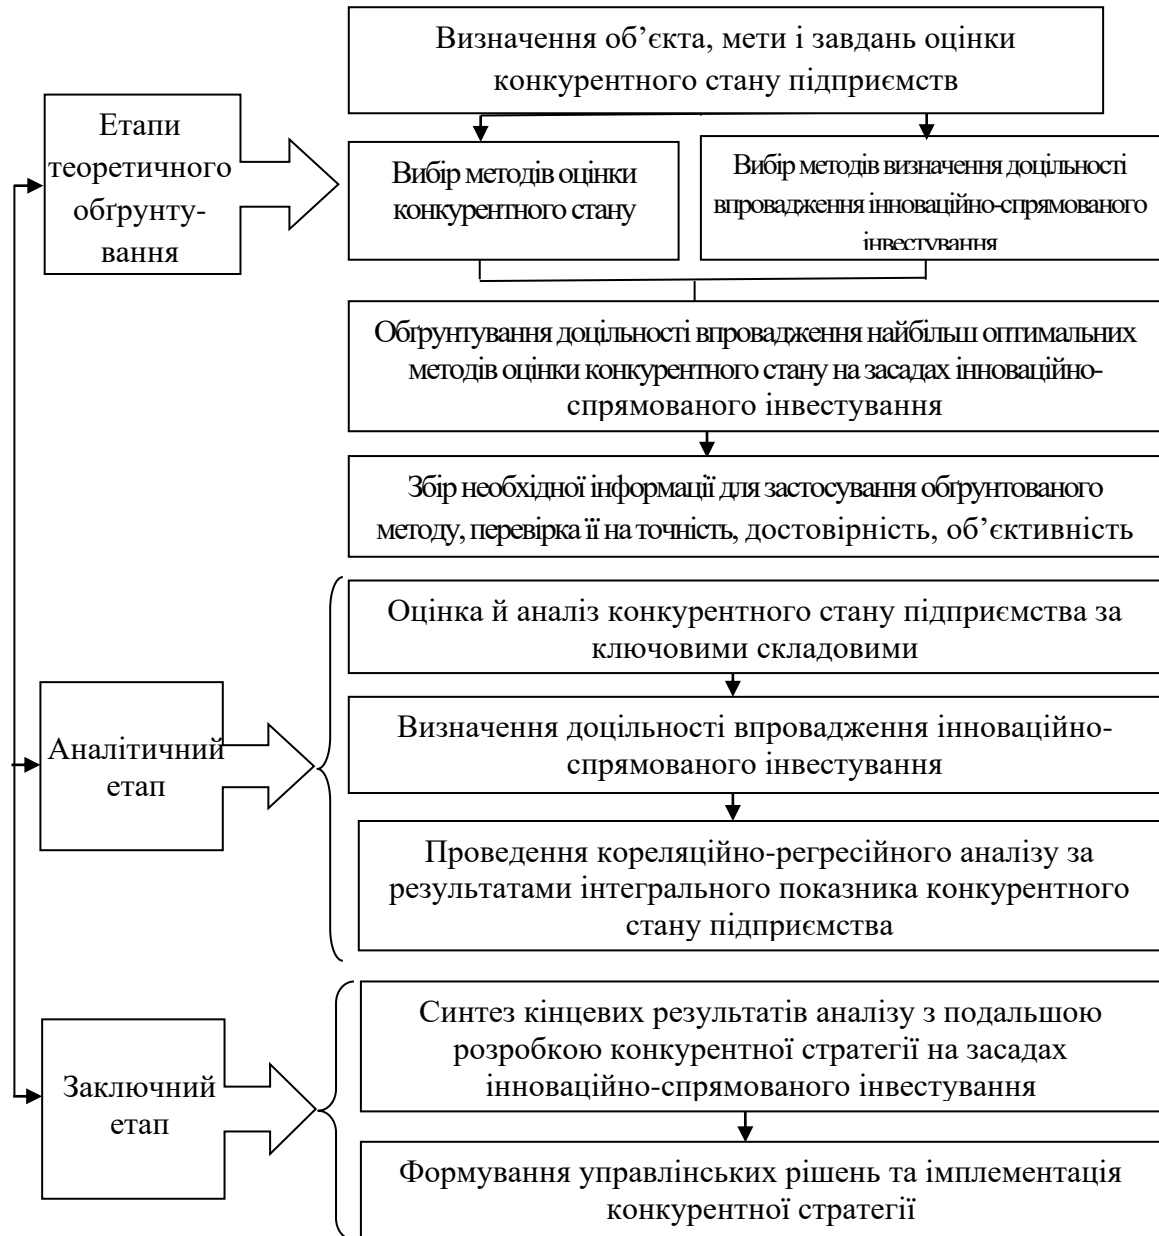 Визначення об’єкта, мети і завдань оцінки
конкурентного стану підприємств
Етапи
теоретичного
обґрунту-
вання
Вибір методів оцінки
конкурентного стану
Вибір методів визначення доцільності
впровадження інноваційно-спрямованого
інвестування
Обґрунтування доцільності впровадження найбільш оптимальних
методів оцінки конкурентного стану на засадах інноваційно-
спрямованого інвестування
Збір необхідної інформації для застосування обґрунтованого
методу, перевірка її на точність, достовірність, об’єктивність
Аналітичний
етап
Оцінка й аналіз конкурентного стану підприємства за
ключовими складовими
Визначення доцільності впровадження інноваційно-
спрямованого інвестування
Проведення кореляційно-регресійного аналізу за
результатами інтегрального показника конкурентного
стану підприємства
Заключний
етап
Синтез кінцевих результатів аналізу з подальшою
розробкою конкурентної стратегії на засадах
інноваційно-спрямованого інвестування
Формування управлінських рішень та імплементація
конкурентної стратегії